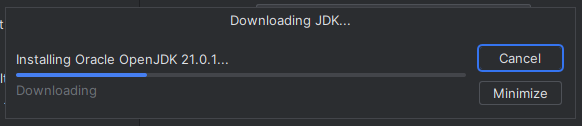 Downloading JDK...
Installing Oracle OpenJDK 21.0.1...
Cancel
Downloading
Minimize